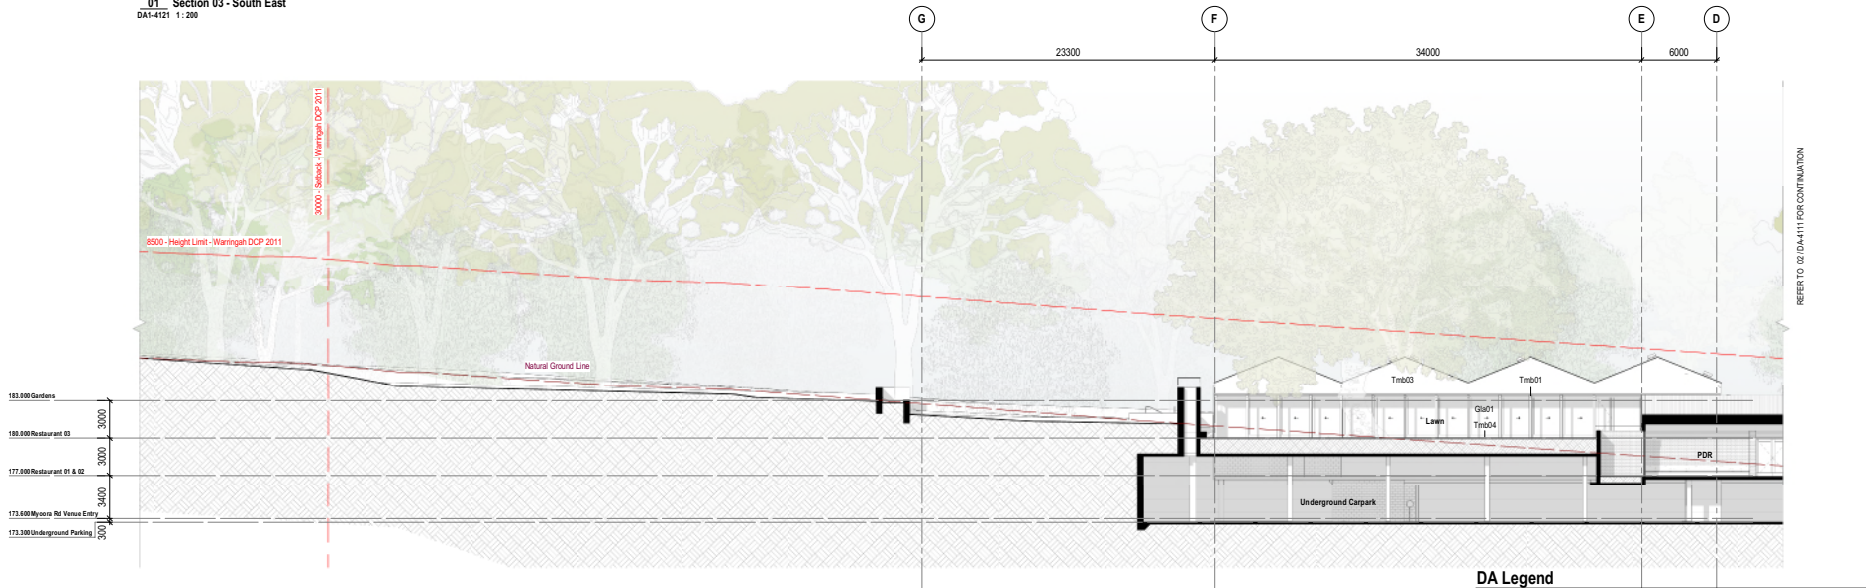 01 Section 03 - South East
DA1-4121 1 : 200
G
F
E
D
23300
34000
6000
30000 - Setback - Warringah DCP 2011
8500 - Height Limit - Warringah DCP 2011
REFER TO 02 / DA-4111 FOR CONTINUATION
Natural Ground Line
Tmb03
Tmb01
183.000 Gardens
3000
Gla01
Lawn
Tmb04
180.000 Restaurant 03
3000
PDR
177.000 Restaurant 01 & 02
3400
Underground Carpark
173.600 Myoora Rd Venue Entry
300
173.300 Underground Parking
DA Legend